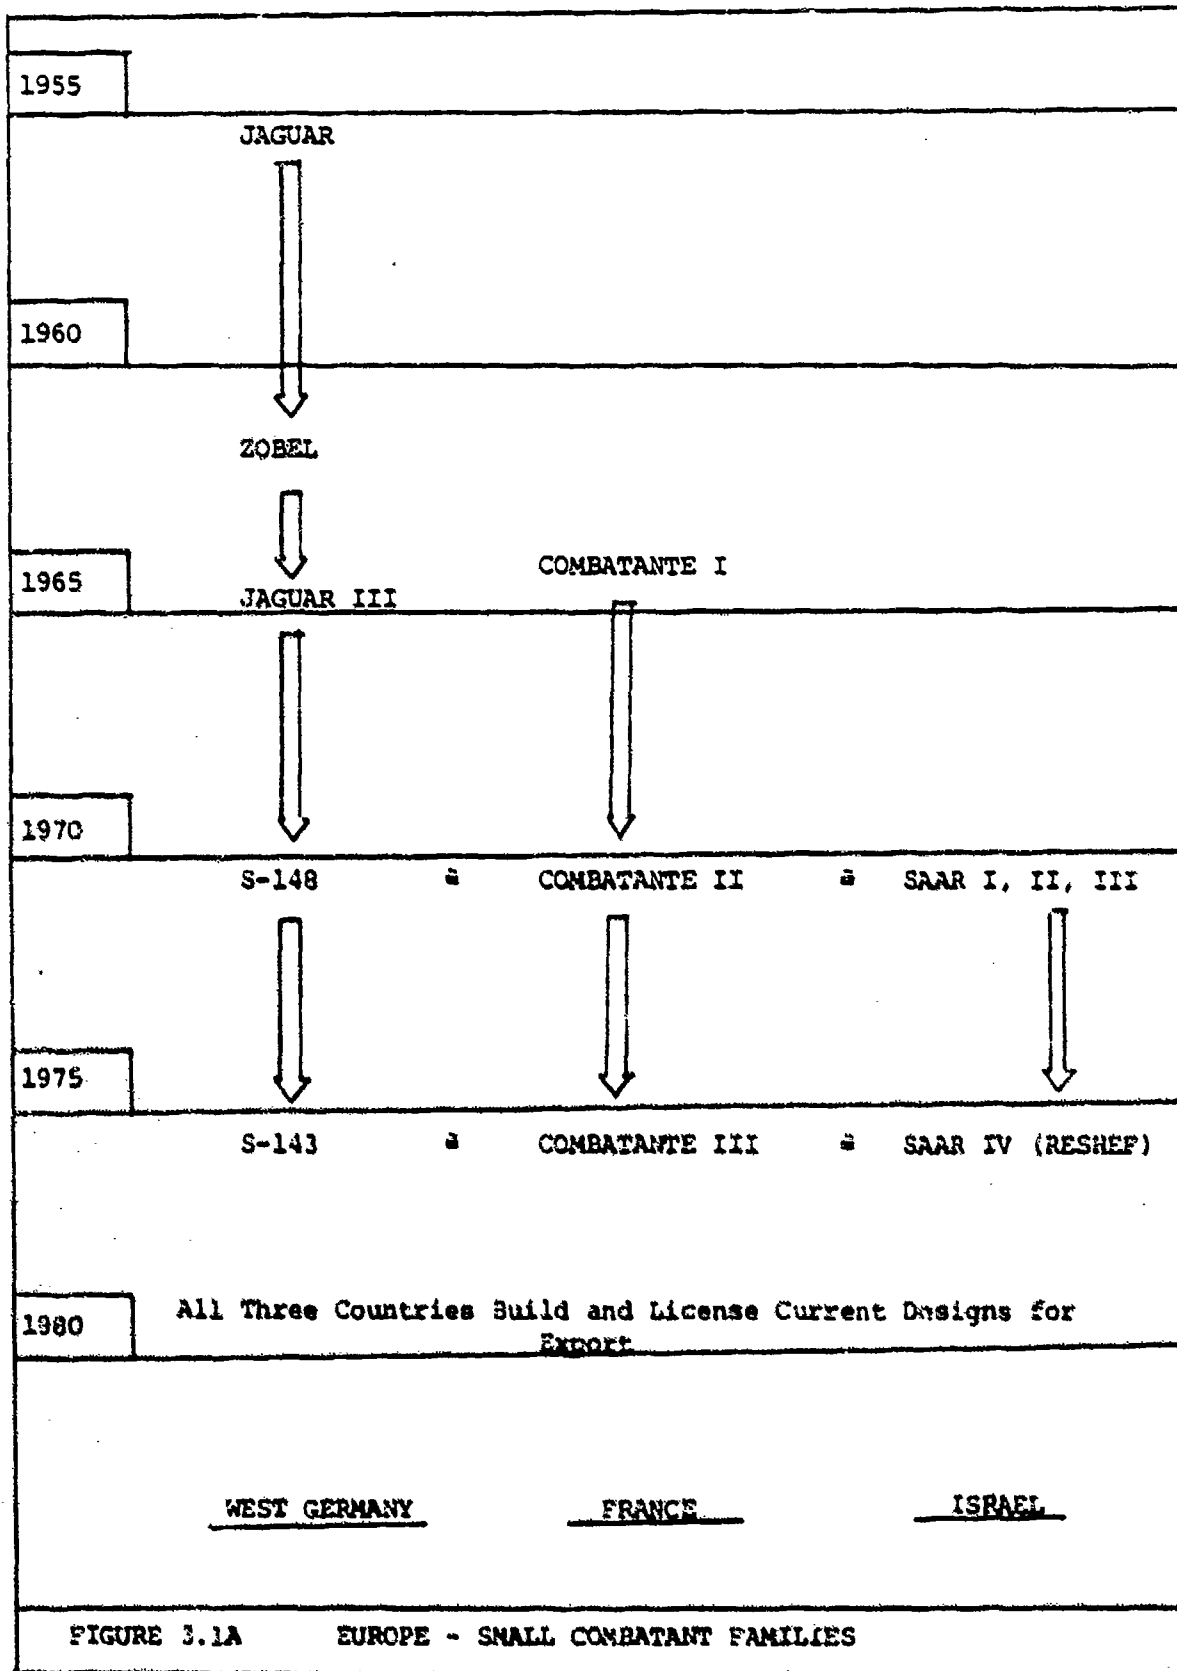 1955
JAGUAR
1960
ZOBEL
1965
JAGUAR III
COMBATANTE I
1970
S-148 COMBATANTE II SAAR I, II, III
1975
S-143 COMBATANTE III SAAR IV (RESHEF)
1980
All Three Countries Build and License Current Designs for
Export
WEST GERMANY FRANCE ISRAEL
FIGURE 3.1A EUROPE - SMALL COMBATANT FAMILIES